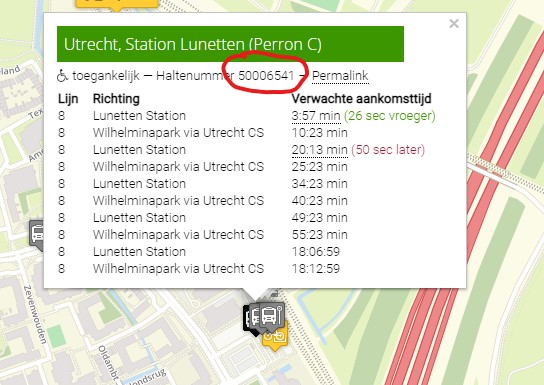 Utrecht, Station Lunetten (Perron C)
toegankelijk — Haltenummer 50006541 — Permalink
Lijn Richting Verwachte aankomsttijd
8 Lunetten Station 3:57 min (26 sec vroeger)
8 Wilhelminapark via Utrecht CS 10:23 min
8 Lunetten Station 20:13 min (50 sec later)
8 Wilhelminapark via Utrecht CS 25:23 min
8 Lunetten Station 34:23 min
8 Wilhelminapark via Utrecht CS 40:23 min
8 Lunetten Station 49:23 min
8 Wilhelminapark via Utrecht CS 55:23 min
8 Lunetten Station 18:06:59
8 Wilhelminapark via Utrecht CS 18:12:59
Zevenwouden
Oldambt